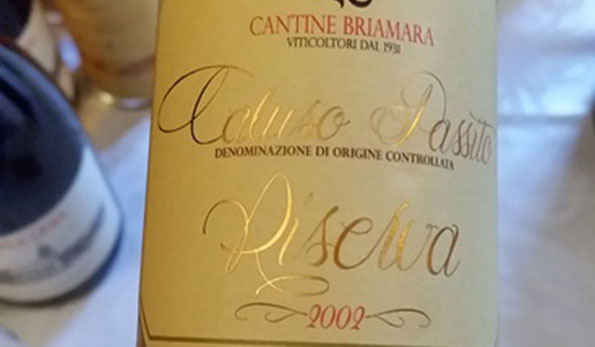 CANTINE BRIAMARA
VITICOLTORI DAL 1931
Caluso Passito
DENOMINAZIONE DI ORIGINE CONTROLLATA
Riserva
2002